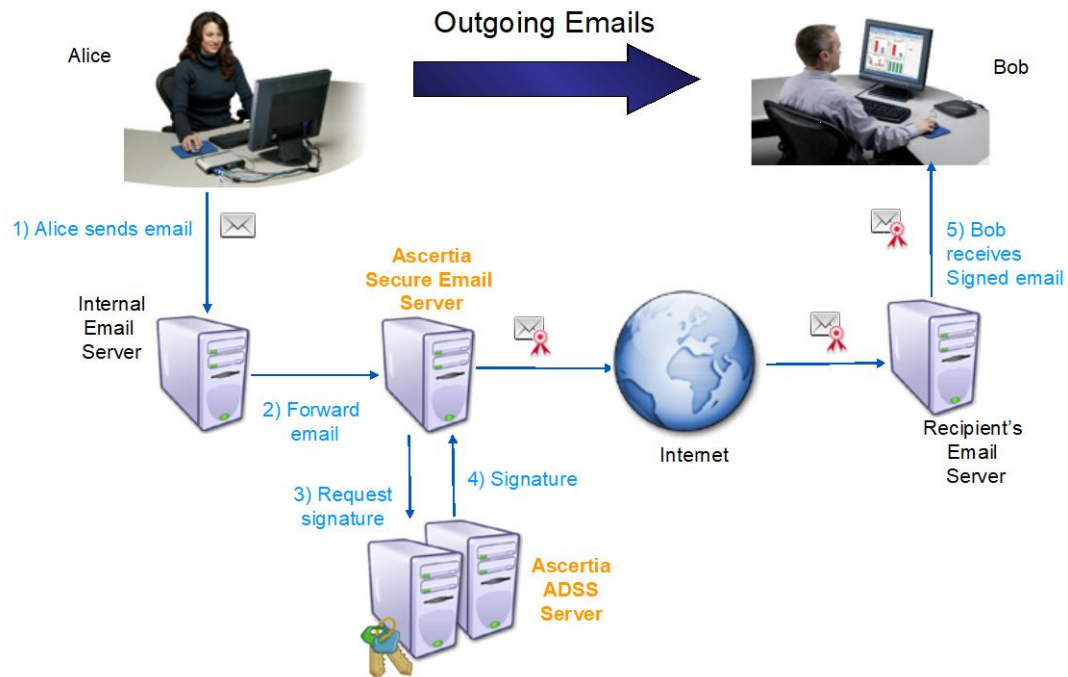 Outgoing Emails
Alice
Bob
1) Alice sends email
5) Bob
receives
Signed email
Ascertia
Secure Email
Server
Internal
Email
Server
2) Forward
email
Internet
Recipient’s
Email
Server
3) Request
signature
4) Signature
Ascertia
ADSS
Server